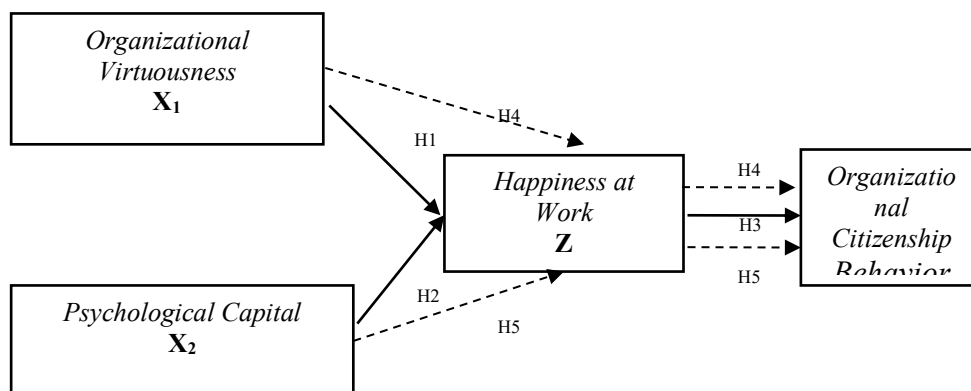 Organizational
Virtuousness
X1
H4
H1
Happiness at
Work
Z
H4
H3
H5
Organizatio
nal
Citizenship
Behavior
Psychological Capital
X2
H2
H5